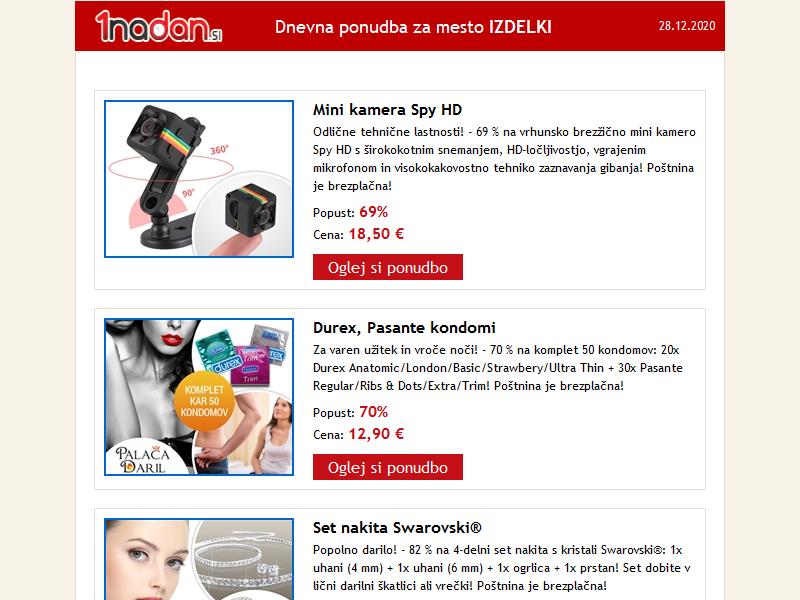 1nadan.si
Dnevna ponudba za mesto IZDELKI
28.12.2020
360°
90°
Mini kamera Spy HD
Odlične tehnične lastnosti! - 69 % na vrhunsko brezžično mini kamero
Spy HD s širokokotnim snemanjem, HD-ločljivostjo, vgrajenim
mikrofonom in visokokakovostno tehniko zaznavanja gibanja! Poštnina
je brezplačna!
Popust: 69%
Cena: 18,50 €
Oglej si ponudbo
durex
Trim
Trim
KOMPLET
KAR 50
KONDOMOV
PALAČA
DARIL
Durex, Pasante kondomi
Za varen užitek in vroče noči! - 70 % na komplet 50 kondomov: 20x
Durex Anatomic/London/Basic/Strawbery/Ultra Thin + 30x Pasante
Regular/Ribs & Dots/Extra/Trim! Poštnina je brezplačna!
Popust: 70%
Cena: 12,90 €
Oglej si ponudbo
Set nakita Swarovski®
Popolno darilo! - 82 % na 4-delni set nakita s kristali Swarovski®: 1x
uhani (4 mm) + 1x uhani (6 mm) + 1x ogrlica + 1x prstan! Set dobite v
lični darilni škatlici ali vrečki! Poštnina je brezplačna!